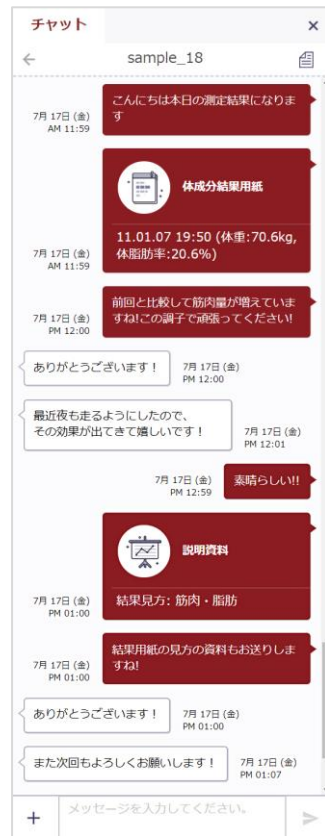 チャット
×
sample_18
こんにちは本日の測定結果になりま
す
7月 17日 (金)
AM 11:59
体成分結果用紙
11.01.07 19:50 (体重:70.6kg,
体脂肪率:20.6%)
7月 17日 (金)
AM 11:59
前回と比較して筋肉量が増えていま
すね!この調子で頑張ってください!
7月 17日 (金)
PM 12:00
ありがとうございます！
7月 17日 (金)
PM 12:00
最近夜も走るようにしたので、
その効果が出てきて嬉しいです！
7月 17日 (金)
PM 12:01
7月 17日 (金)
PM 12:59
素晴らしい!!
説明資料
結果見方: 筋肉・脂肪
7月 17日 (金)
PM 01:00
結果用紙の見方の資料もお送りしま
すね!
7月 17日 (金)
PM 01:00
ありがとうございます！
7月 17日 (金)
PM 01:00
また次回もよろしくお願いします！
7月 17日 (金)
PM 01:07
+
メッセージを入力してください。